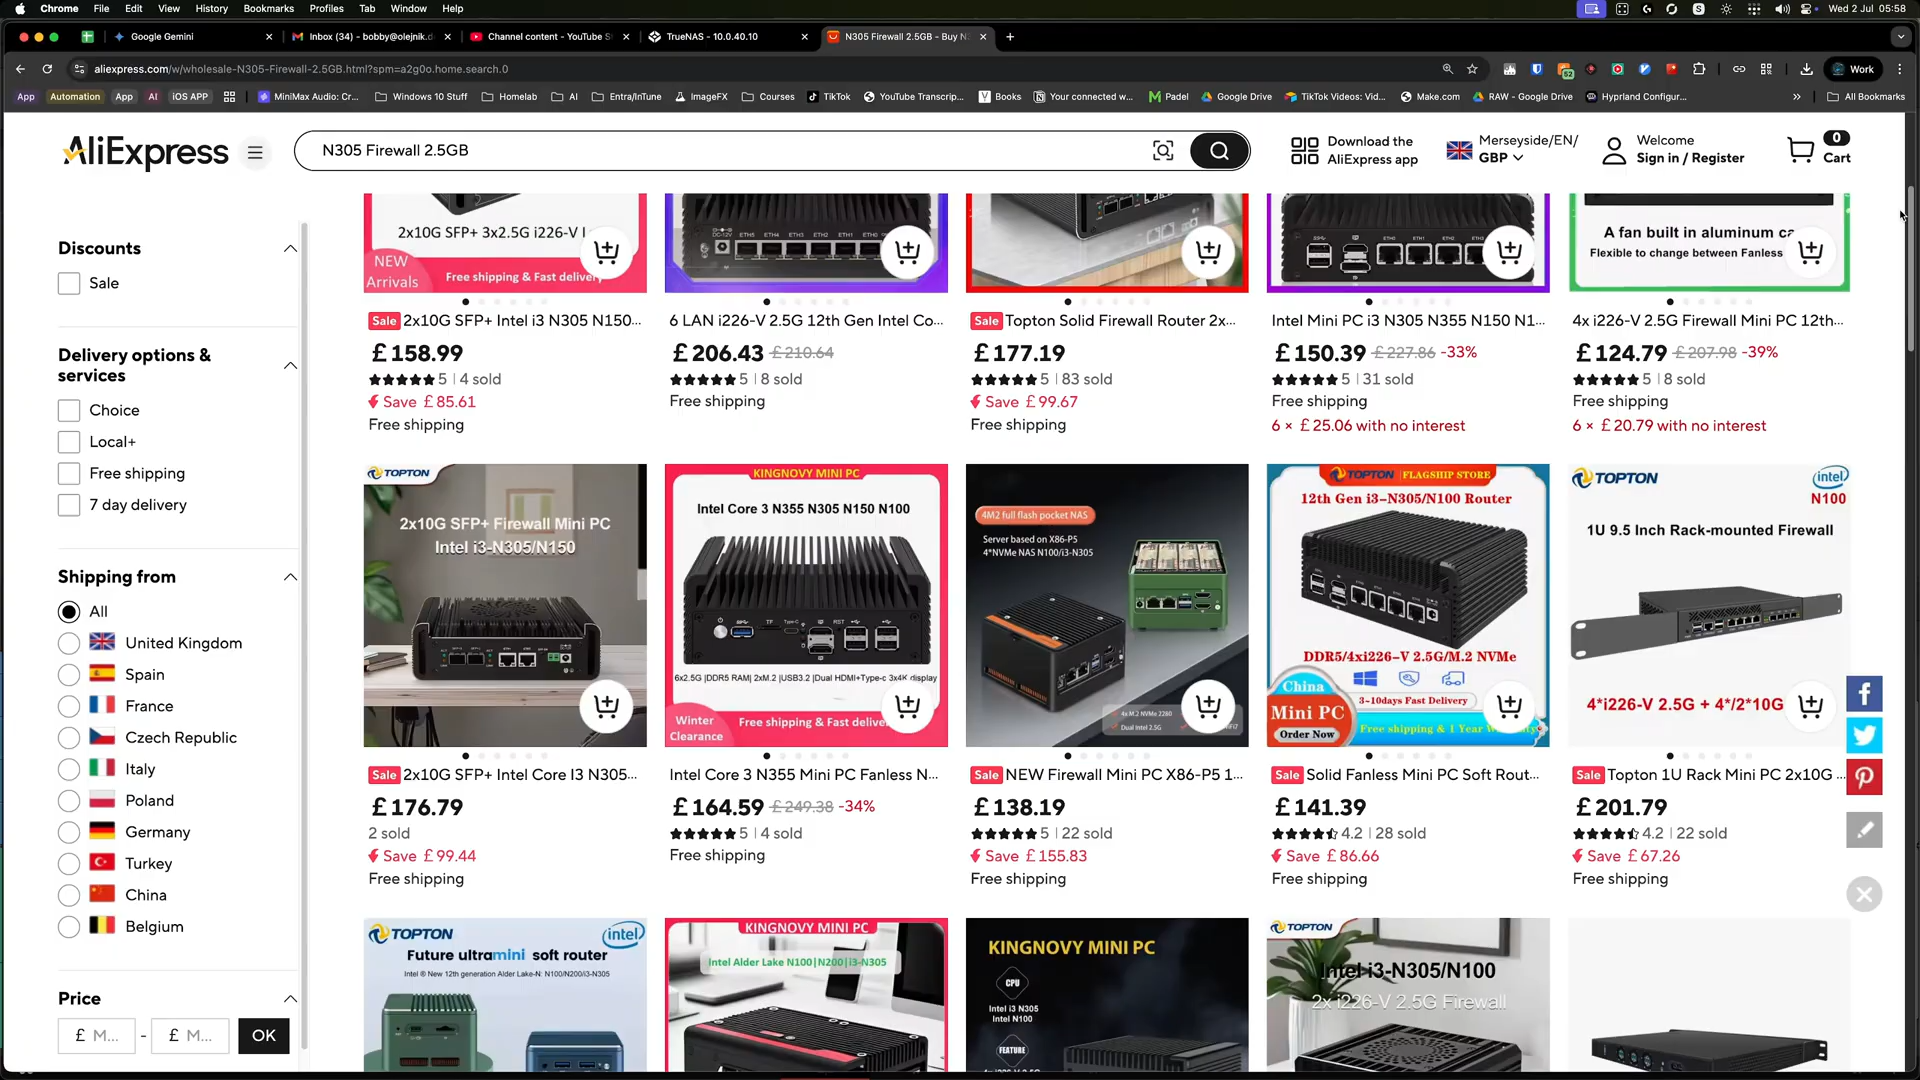 Chrome File Edit View History Bookmarks Profiles Tab Window Help Wed 2 Jul 05:58
Google Gemini Inbox (34) - bobby@olejnik.d Channel content - YouTube S TrueNAS - 10.0.40.10 N305 Firewall 2.5GB - Buy N
aliexpress.com/w/wholesale-N305-Firewall-2.5GB.html?spm=a2g0o.home.search.0 52 Work
App Automation App AI iOS APP MiniMax Audio: Cr... Windows 10 Stuff Homelab AI Entra/InTune ImageFX Courses TikTok YouTube Transcrip... Books Your connected w... Padel Google Drive TikTok Videos: Vid... Make.com RAW - Google Drive Hyprland Configur... » All Bookmarks
AliExpress
N305 Firewall 2.5GB
Download the
AliExpress app
Merseyside/EN/
GBP
Welcome
Sign in / Register
0
Cart
Discounts
Sale
Delivery options &
services
Choice
Local+
Free shipping
7 day delivery
Shipping from
All
United Kingdom
Spain
France
Czech Republic
Italy
Poland
Germany
Turkey
China
Belgium
Price
£ M... - £ M... OK
2x10G SFP+ 3x2.5G i226-V
NEW
Arrivals
Free shipping & Fast delivery
Sale 2x10G SFP+ Intel i3 N305 N150...
£158.99
5 | 4 sold
Save £85.61
Free shipping
DC-12V ETH5 ETH4 ETH3 ETH2 ETH1 ETH0
6 LAN i226-V 2.5G 12th Gen Intel Co...
£206.43 £210.64
5 | 8 sold
Free shipping
Sale Topton Solid Firewall Router 2x...
£177.19
5 | 83 sold
Save £99.67
Free shipping
Intel Mini PC i3 N305 N355 N150 N1...
£150.39 £227.86 -33%
5 | 31 sold
Free shipping
6 × £25.06 with no interest
A fan built in aluminum ca
Flexible to change between Fanless
4x i226-V 2.5G Firewall Mini PC 12th...
£124.79 £207.98 -39%
5 | 8 sold
Free shipping
6 × £20.79 with no interest
TOPTON
2x10G SFP+ Firewall Mini PC
Intel i3-N305/N150
Sale 2x10G SFP+ Intel Core I3 N305...
£176.79
2 sold
Save £99.44
Free shipping
KINGNOVY MINI PC
Intel Core 3 N355 N305 N150 N100
6x2.5G |DDR5 RAM| 2xM.2 |USB3.2 |Dual HDMI+Type-c 3x4K display
Winter
Clearance
Free shipping & Fast delive
Intel Core 3 N355 Mini PC Fanless N...
£164.59 £249.38 -34%
5 | 4 sold
Free shipping
4M2 full flash pocket NAS
Server based on X86-P5
4*NVMe NAS N100/i3-N305
4x M.2 NVMe 2280
Dual Intel 2.5G
Sale NEW Firewall Mini PC X86-P5 1...
£138.19
5 | 22 sold
Save £155.83
Free shipping
TOPTON FLAGSHIP STORE
12th Gen i3-N305/N100 Router
DDR5/4xi226-V 2.5G/M.2 NVMe
China
Mini PC
Order Now
3~10days Fast Delivery
Free shipping & 1 Year
Sale Solid Fanless Mini PC Soft Rout...
£141.39
4.2 | 28 sold
Save £86.66
Free shipping
TOPTON intel
N100
1U 9.5 Inch Rack-mounted Firewall
4*i226-V 2.5G + 4*/2*10G
Sale Topton 1U Rack Mini PC 2x10G ...
£201.79
4.2 | 22 sold
Save £67.26
Free shipping
TOPTON intel
Future ultramini soft router
Intel ® New 12th generation Alder Lake-N: N100/N200/i3-N305
KINGNOVY MINI PC
Intel Alder Lake N100|N200|i3-N305
KINGNOVY MINI PC
CPU
Intel i3 N305
Intel N100
FEATURE
TOPTON
Intel i3-N305/N100
2x i226-V 2.5G Firewall